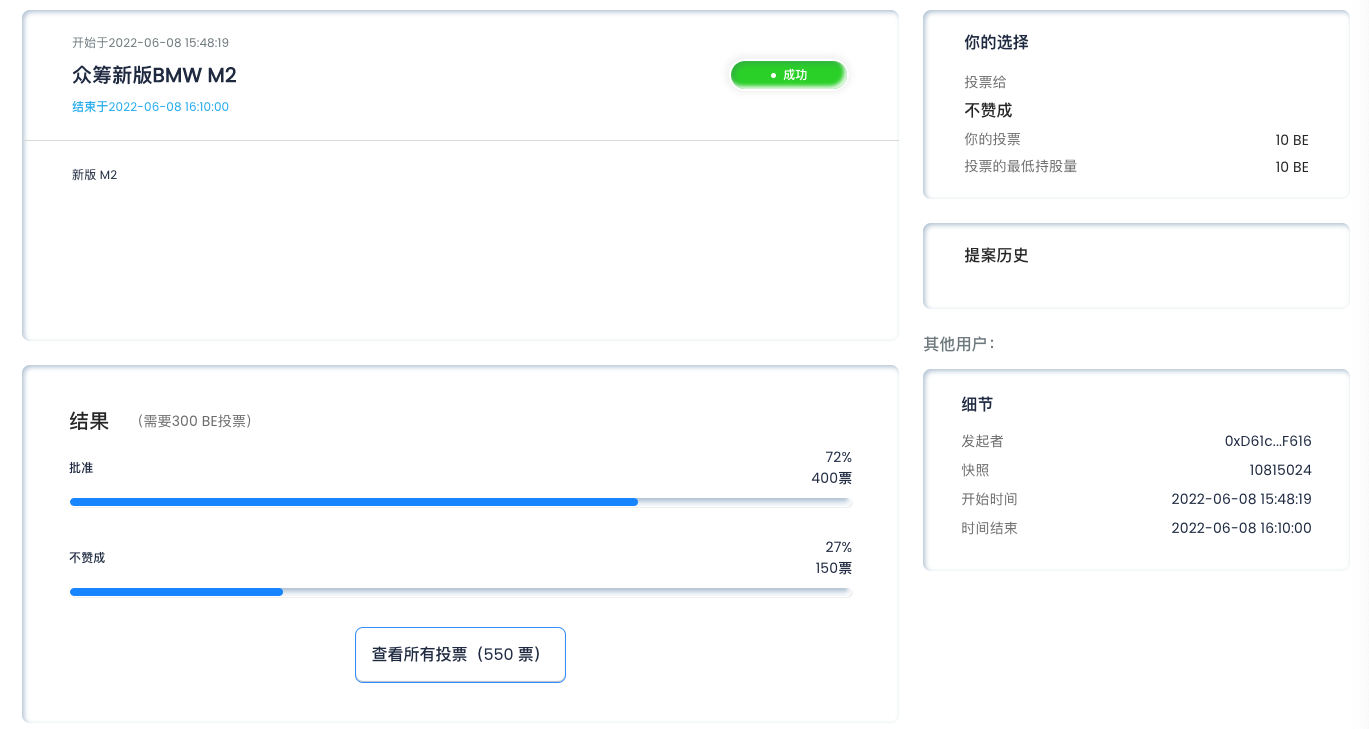 开始于2022-06-08 15:48:19
众筹新版BMW M2
结束于2022-06-08 16:10:00
成功
新版 M2
结果 (需要300 BE投票)
批准
72%
400票
不赞成
27%
150票
查看所有投票（550 票）
你的选择
投票给
不赞成
你的投票 10 BE
投票的最低持股量 10 BE
提案历史
其他用户：
细节
发起者 0xD61c...F616
快照 10815024
开始时间 2022-06-08 15:48:19
时间结束 2022-06-08 16:10:00